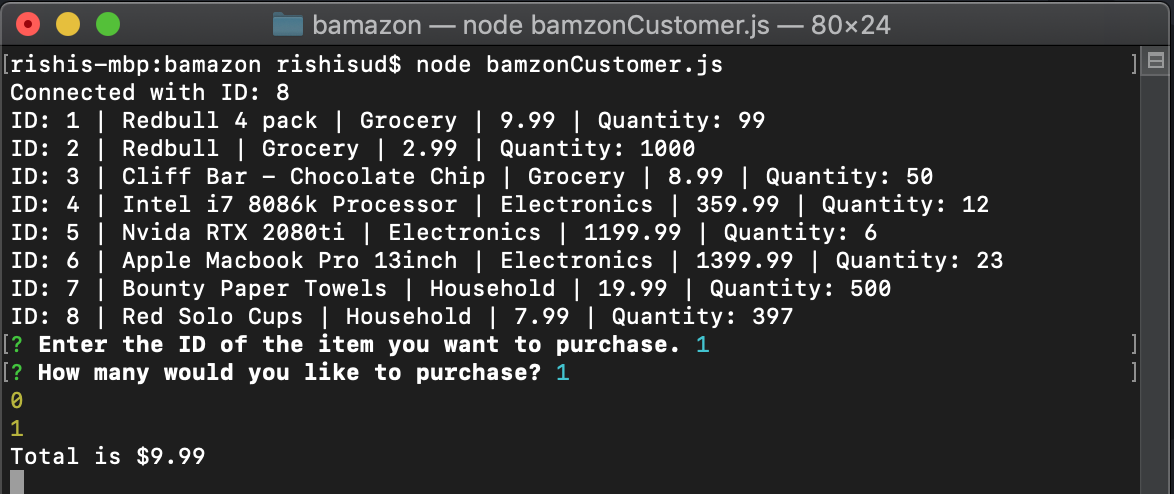 bamazon — node bamzonCustomer.js — 80×24
[rishis-mbp:bamazon rishisud$ node bamzonCustomer.js ]
Connected with ID: 8
ID: 1 | Redbull 4 pack | Grocery | 9.99 | Quantity: 99
ID: 2 | Redbull | Grocery | 2.99 | Quantity: 1000
ID: 3 | Cliff Bar – Chocolate Chip | Grocery | 8.99 | Quantity: 50
ID: 4 | Intel i7 8086k Processor | Electronics | 359.99 | Quantity: 12
ID: 5 | Nvida RTX 2080ti | Electronics | 1199.99 | Quantity: 6
ID: 6 | Apple Macbook Pro 13inch | Electronics | 1399.99 | Quantity: 23
ID: 7 | Bounty Paper Towels | Household | 19.99 | Quantity: 500
ID: 8 | Red Solo Cups | Household | 7.99 | Quantity: 397
[? Enter the ID of the item you want to purchase. 1 ]
[? How many would you like to purchase? 1 ]
0
1
Total is $9.99